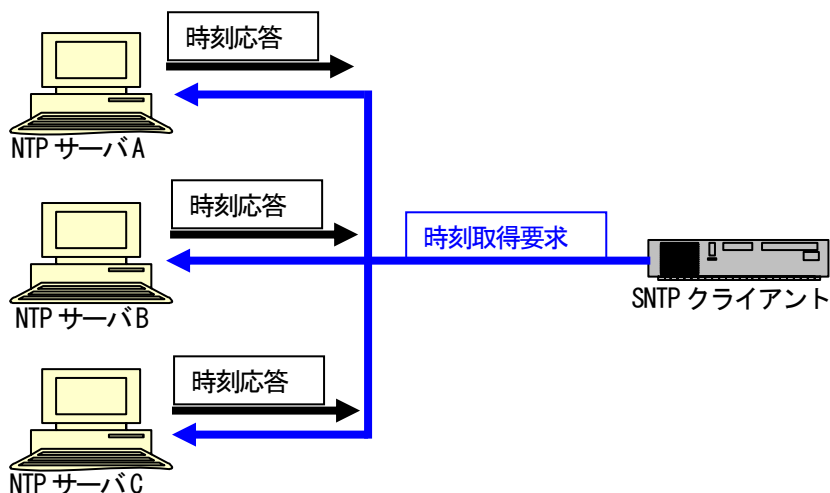 時刻応答
NTP サーバA
時刻応答
時刻取得要求
NTP サーバB
SNTP クライアント
時刻応答
NTP サーバC